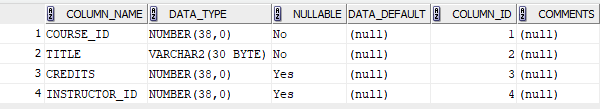 COLUMN_NAME DATA_TYPE NULLABLE DATA_DEFAULT COLUMN_ID COMMENTS
1 COURSE_ID NUMBER(38,0) No (null) 1 (null)
2 TITLE VARCHAR2(30 BYTE) No (null) 2 (null)
3 CREDITS NUMBER(38,0) Yes (null) 3 (null)
4 INSTRUCTOR_ID NUMBER(38,0) Yes (null) 4 (null)